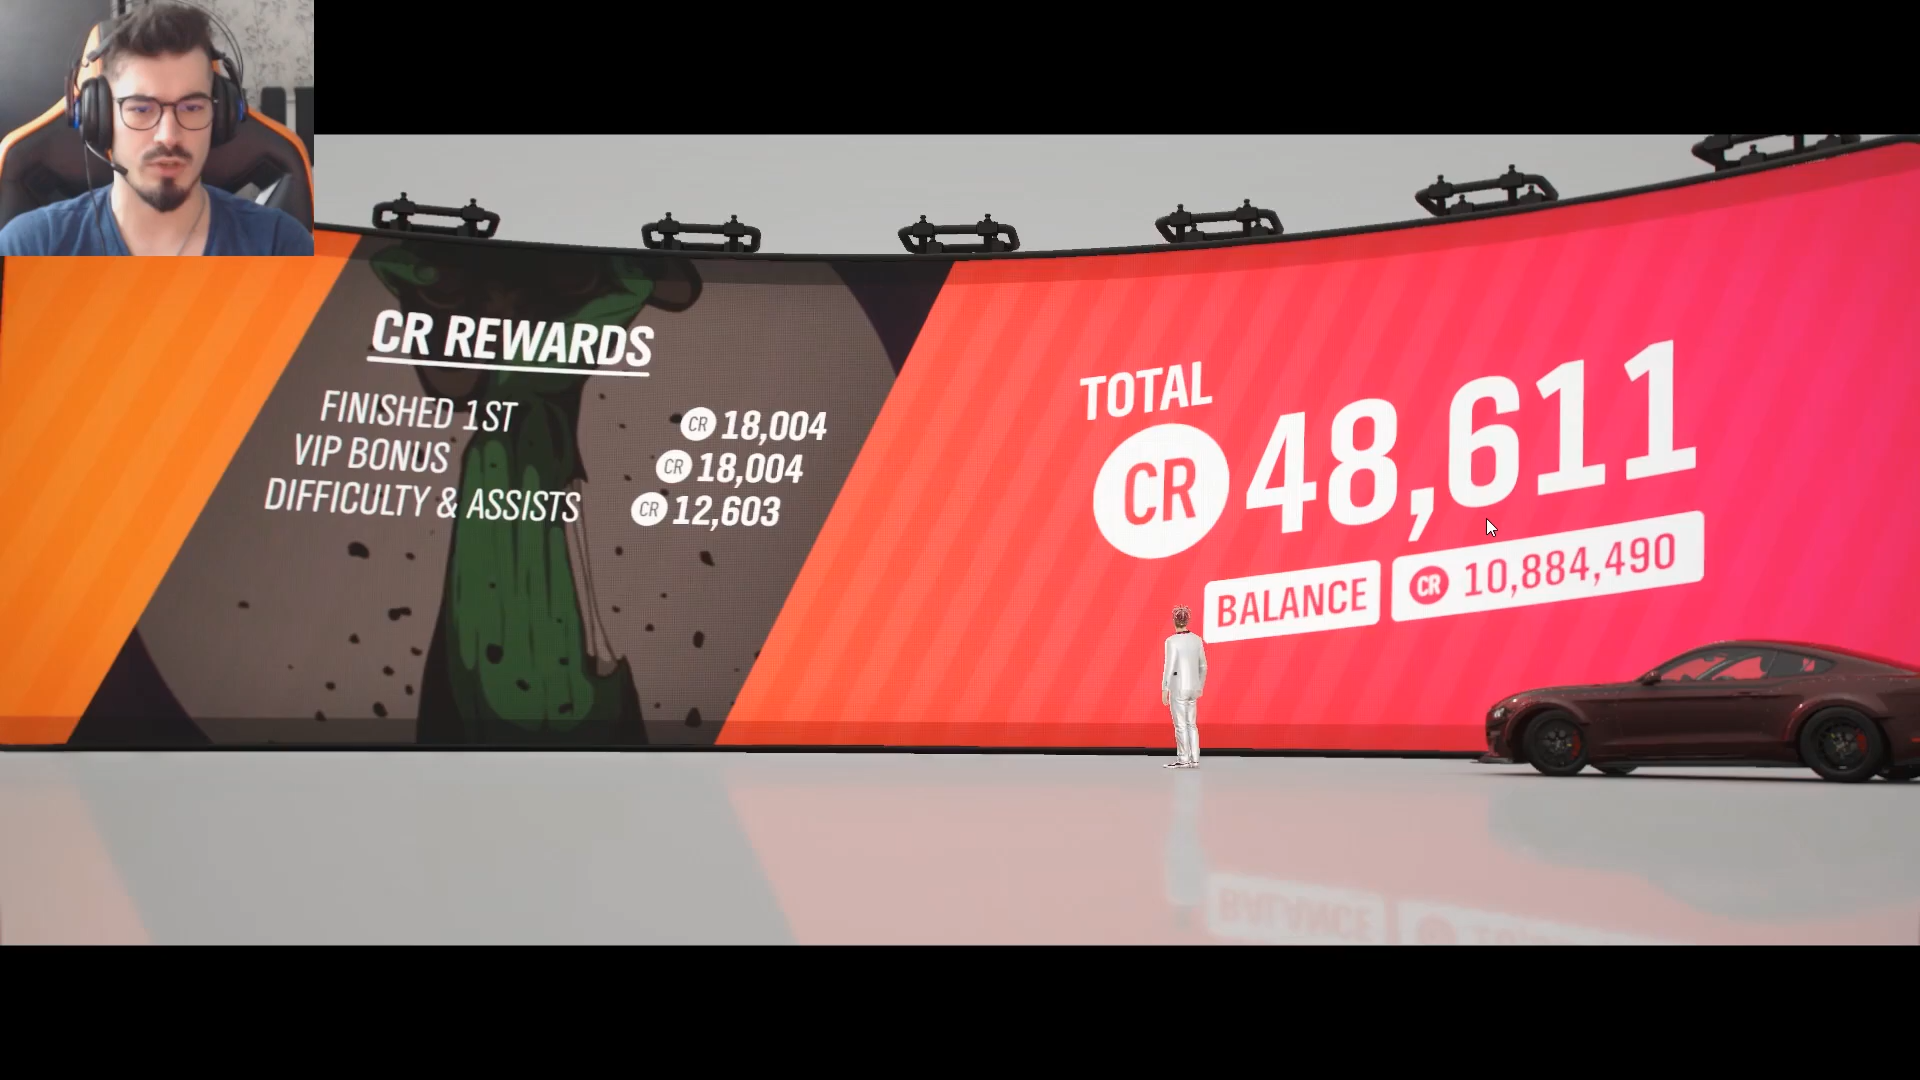 CR REWARDS
FINISHED 1ST CR 18,004
VIP BONUS CR 18,004
DIFFICULTY & ASSISTS CR 12,603
TOTAL
CR 48,611
BALANCE CR 10,884,490